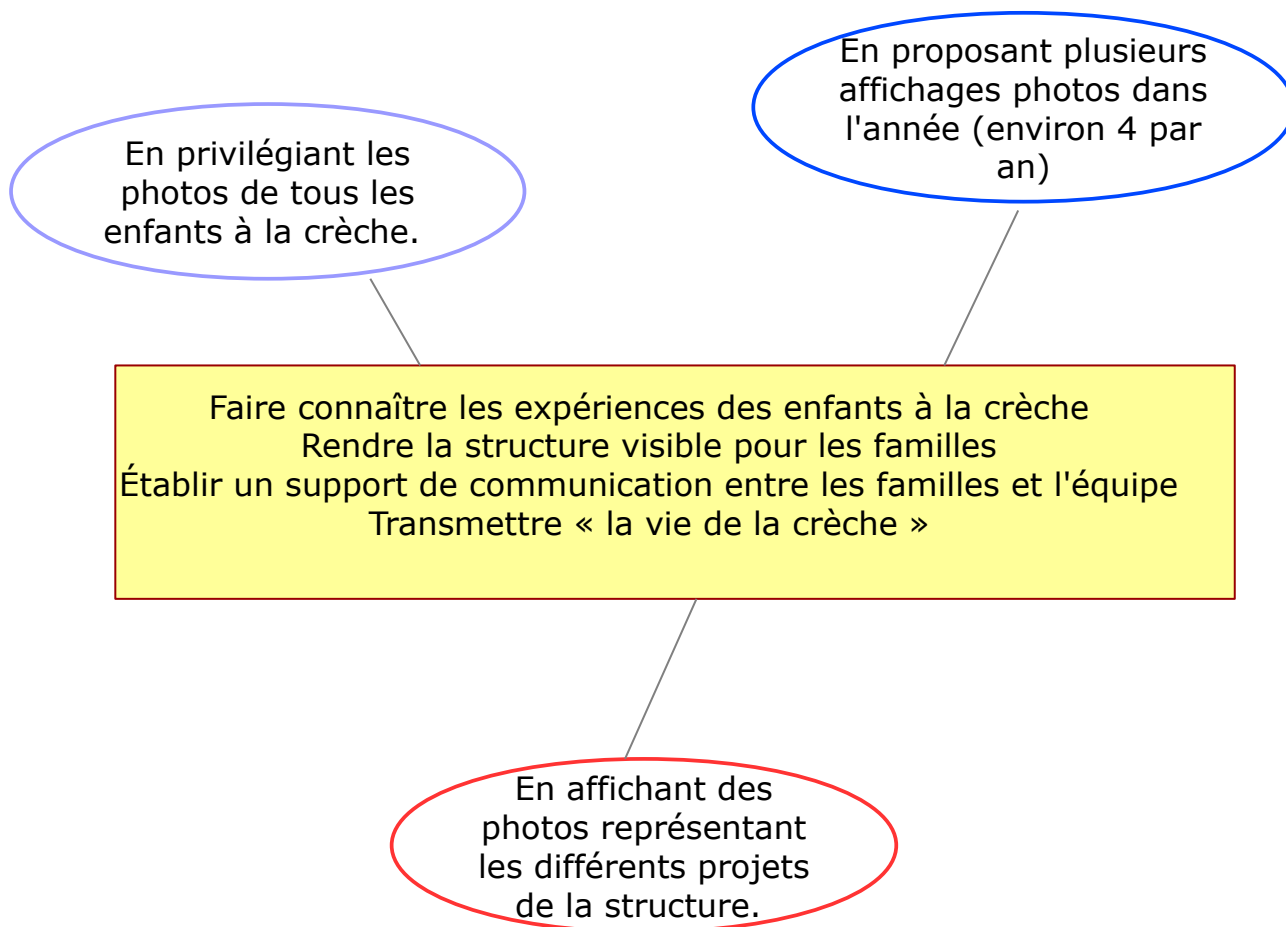 En privilégiant les
photos de tous les
enfants à la crèche.
En proposant plusieurs
affichages photos dans
l'année (environ 4 par
an)
Faire connaître les expériences des enfants à la crèche
Rendre la structure visible pour les familles
Établir un support de communication entre les familles et l'équipe
Transmettre « la vie de la crèche »
En affichant des
photos représentant
les différents projets
de la structure.